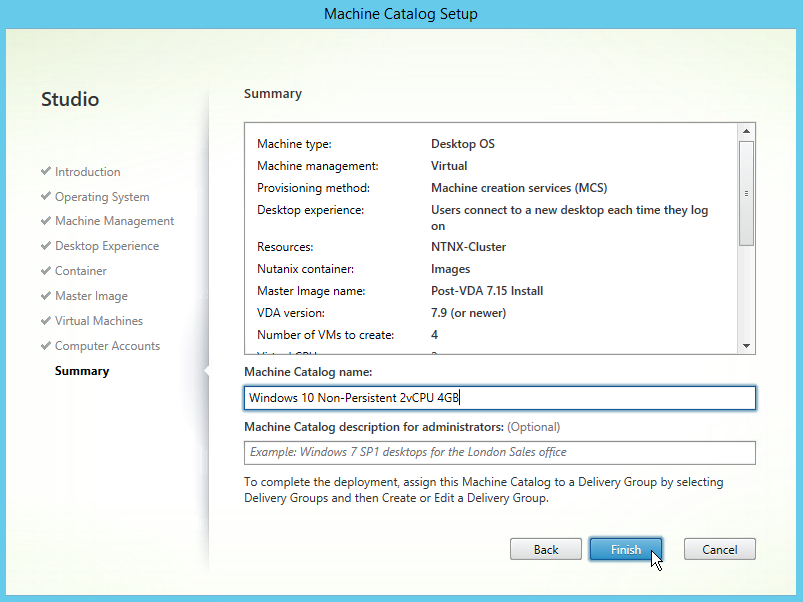 Machine Catalog Setup
Studio
Introduction
Operating System
Machine Management
Desktop Experience
Container
Master Image
Virtual Machines
Computer Accounts
Summary
Summary
Machine type: Desktop OS
Machine management: Virtual
Provisioning method: Machine creation services (MCS)
Desktop experience: Users connect to a new desktop each time they log
on
Resources: NTNX-Cluster
Nutanix container: Images
Master Image name: Post-VDA 7.15 Install
VDA version: 7.9 (or newer)
Number of VMs to create: 4
Machine Catalog name:
Windows 10 Non-Persistent 2vCPU 4GB
Machine Catalog description for administrators: (Optional)
Example: Windows 7 SP1 desktops for the London Sales office
To complete the deployment, assign this Machine Catalog to a Delivery Group by selecting
Delivery Groups and then Create or Edit a Delivery Group.
Back
Finish
Cancel